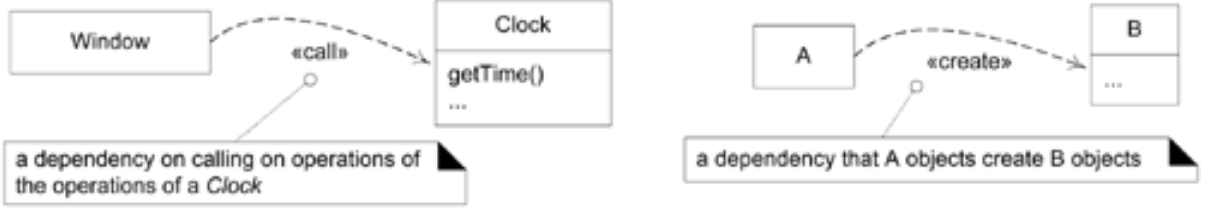 Window
«call»
Clock
getTime()
...
a dependency on calling on operations of
the operations of a Clock
A
«create»
B
...
a dependency that A objects create B objects